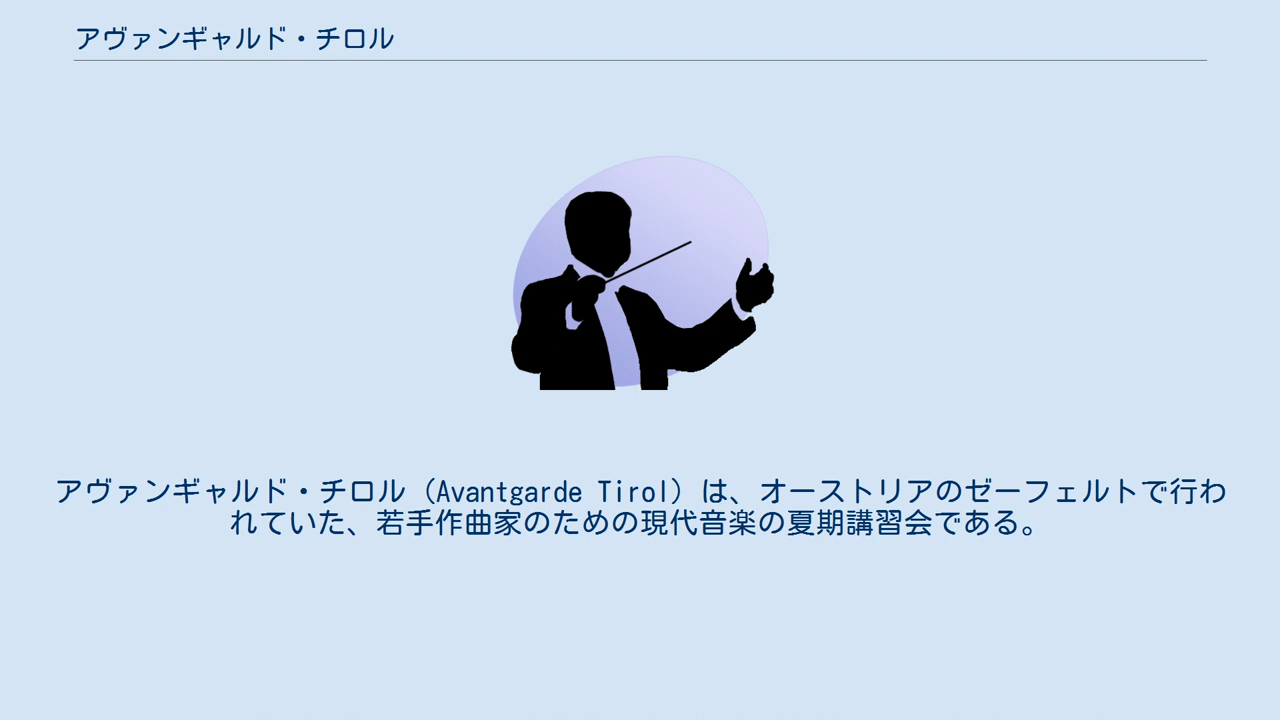 アヴァンギャルド・チロル
アヴァンギャルド・チロル（Avantgarde Tirol）は、オーストリアのゼーフェルトで行わ
れていた、若手作曲家のための現代音楽の夏期講習会である。